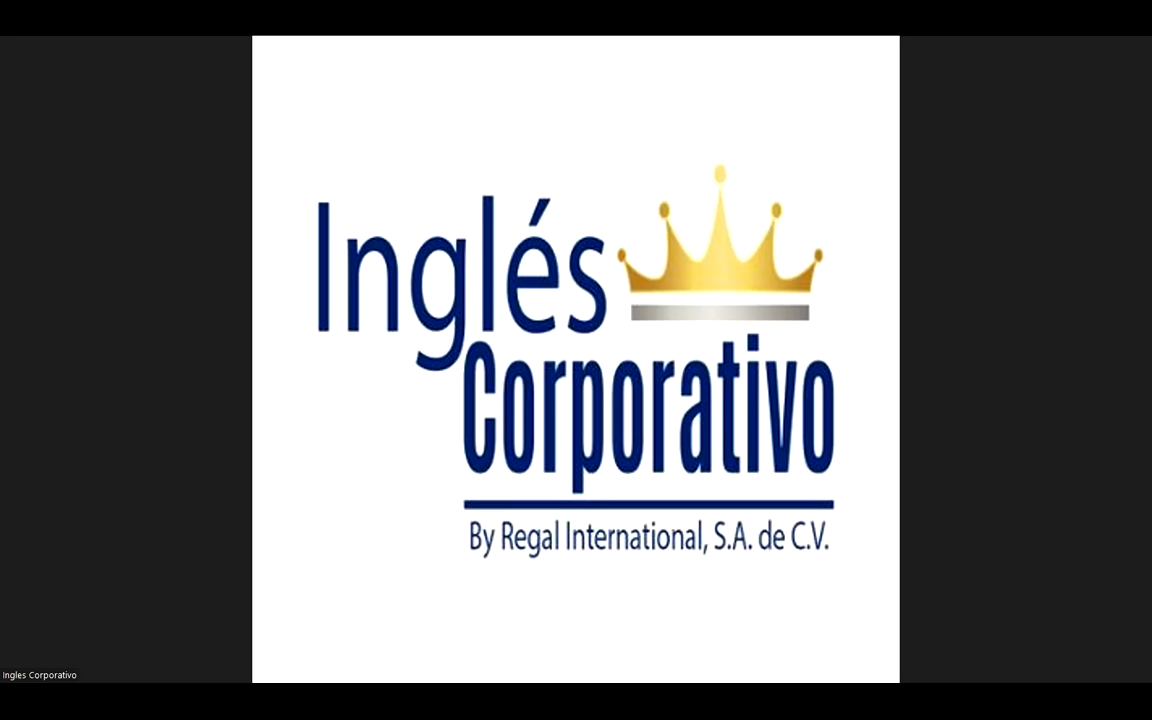 Inglés
Corporativo
By Regal International, S.A. de C.V.
Ingles Corporativo